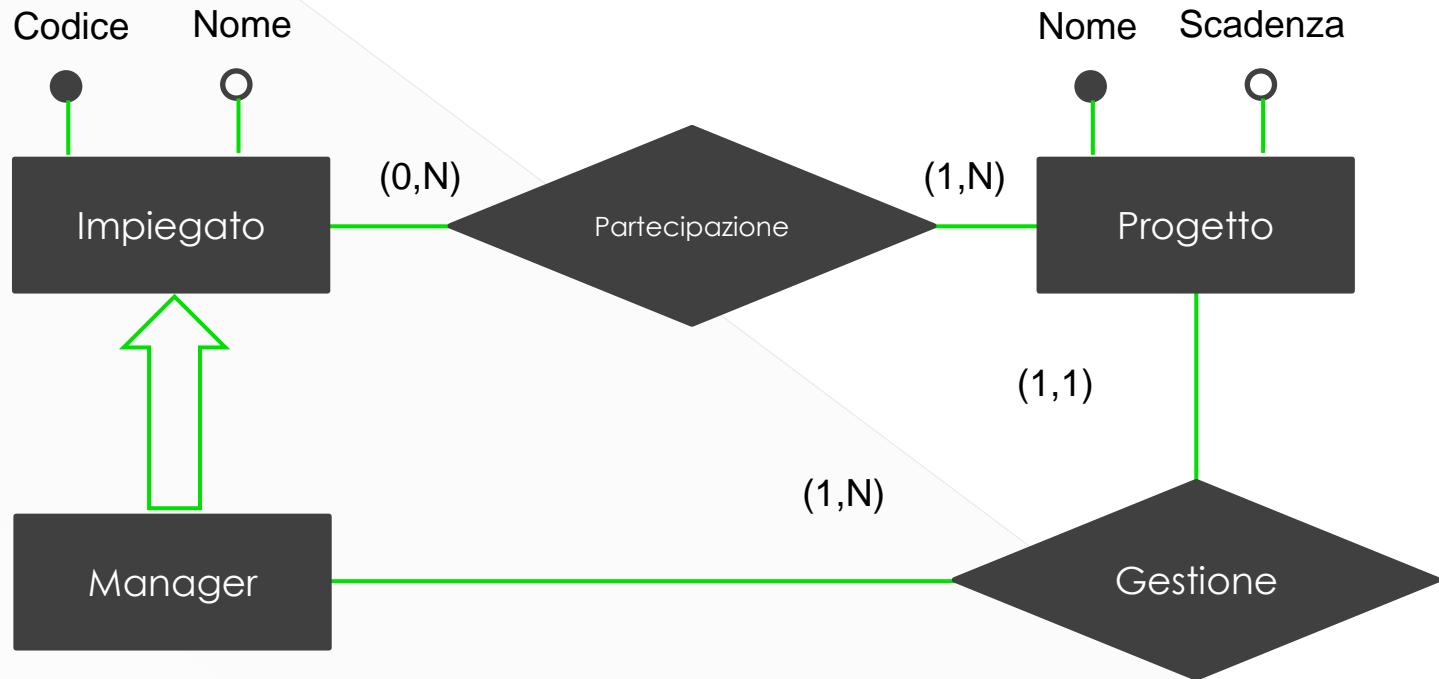 Codice Nome Nome Scadenza
(0,N) (1,N)
Impiegato Partecipazione Progetto
(1,1)
(1,N)
Manager Gestione